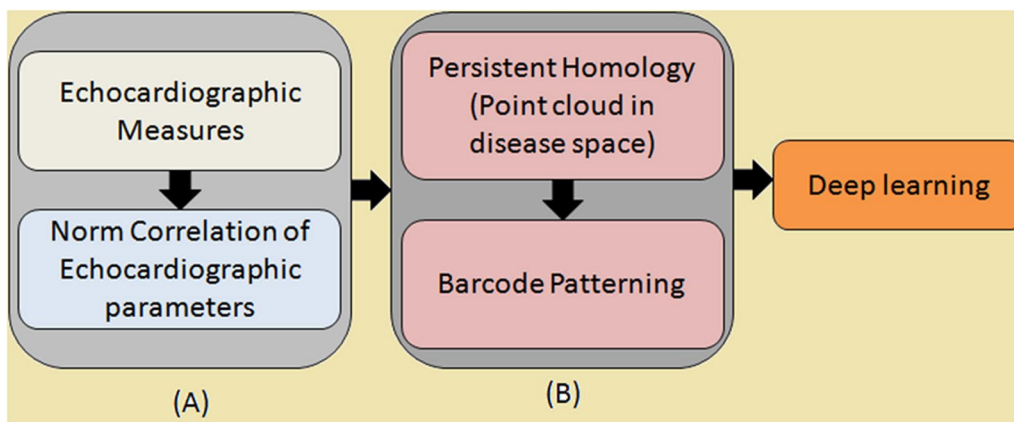 Echocardiographic
Measures
Norm Correlation of
Echocardiographic
parameters
(A)
Persistent Homology
(Point cloud in
disease space)
Barcode Patterning
(B)
Deep learning